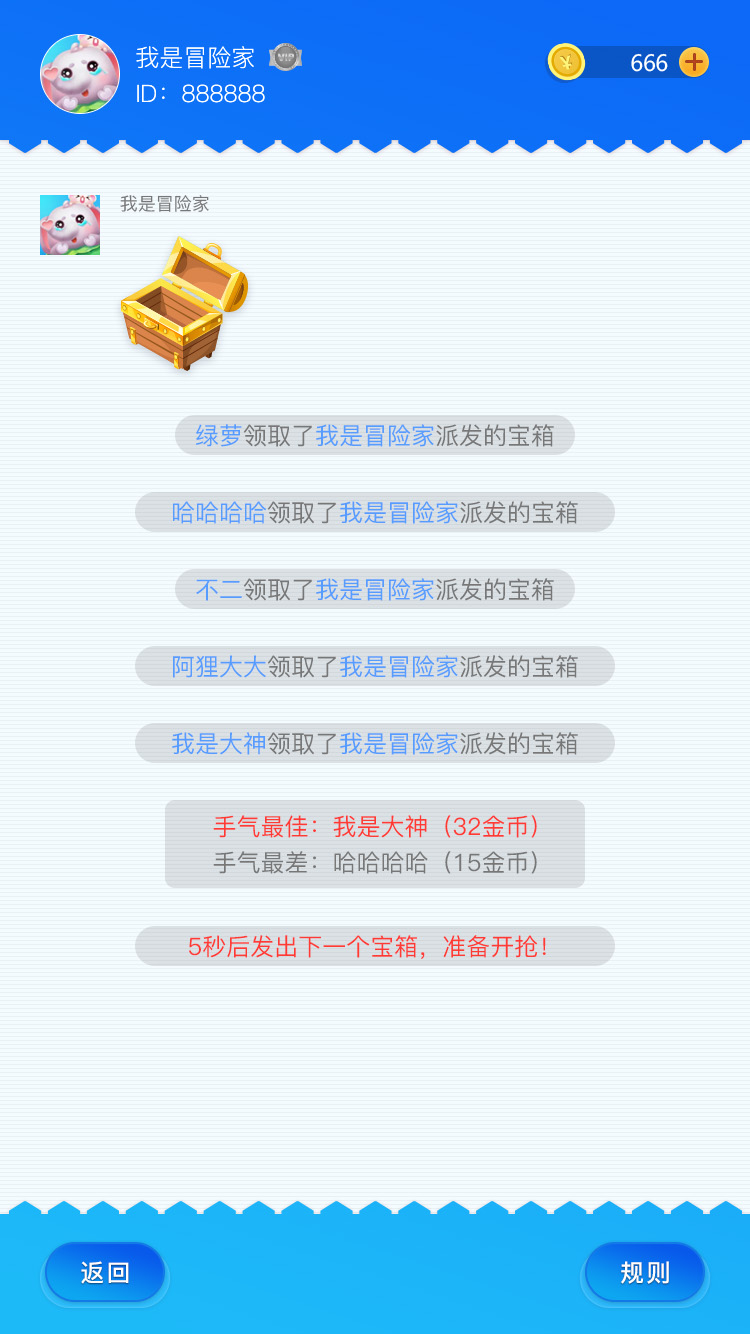 我是冒险家 VIP
ID：888888
666
我是冒险家
绿萝领取了我是冒险家派发的宝箱
哈哈哈哈领取了我是冒险家派发的宝箱
不二领取了我是冒险家派发的宝箱
阿狸大大领取了我是冒险家派发的宝箱
我是大神领取了我是冒险家派发的宝箱
手气最佳：我是大神（32金币）
手气最差：哈哈哈哈（15金币）
5秒后发出下一个宝箱，准备开抢！
返回
规则